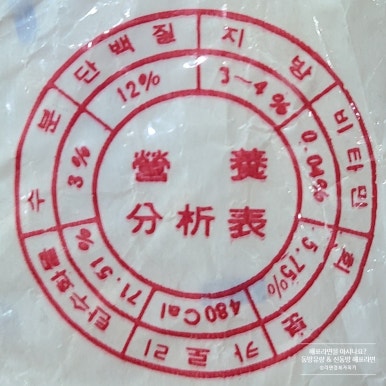 단백질
12%
지방
3~4%
비타민
0.04%
회분
5.75%
카로리
480Cal
탄수화물
71.51%
수분
3%
營養
分析表